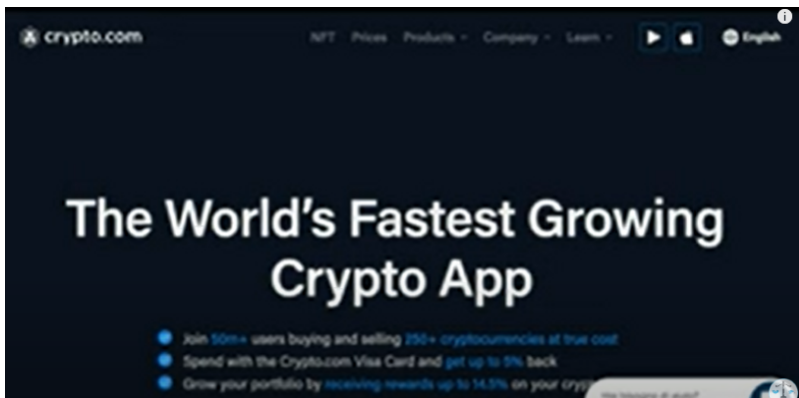 crypto.com
NFT Prices Products Company Learn English
The World's Fastest Growing
Crypto App
Join 50m+ users buying and selling 250+ cryptocurrencies at true cost
Spend with the Crypto.com Visa Card and get up to 5% back
Grow your portfolio by receiving rewards up to 14.5% on your